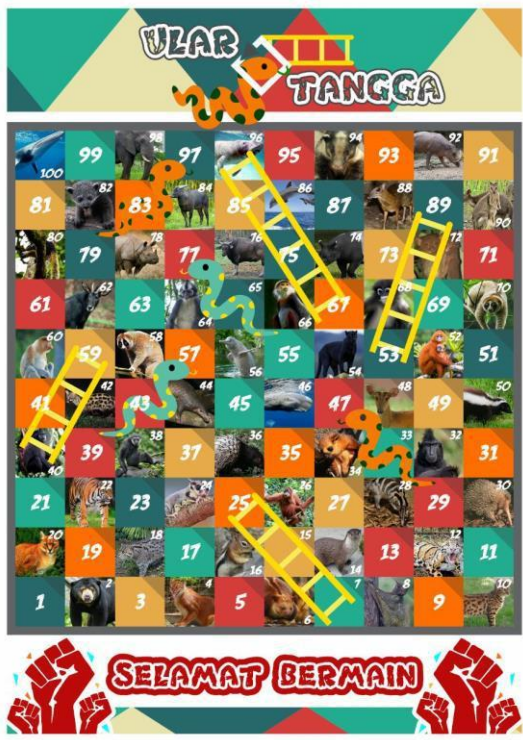 ULAR
TANGGA
100 99 98 97 96 95 94 93 92 91
81 82 83 84 85 86 87 88 89 90
80 79 78 77 76 75 74 73 72 71
61 62 63 64 65 66 67 68 69 70
60 59 58 57 56 55 54 53 52 51
41 42 43 44 45 46 47 48 49 50
40 39 38 37 36 35 34 33 32 31
21 22 23 24 25 26 27 28 29 30
20 19 18 17 16 15 14 13 12 11
1 2 3 4 5 6 7 8 9 10
SELAMAT BERMAIN